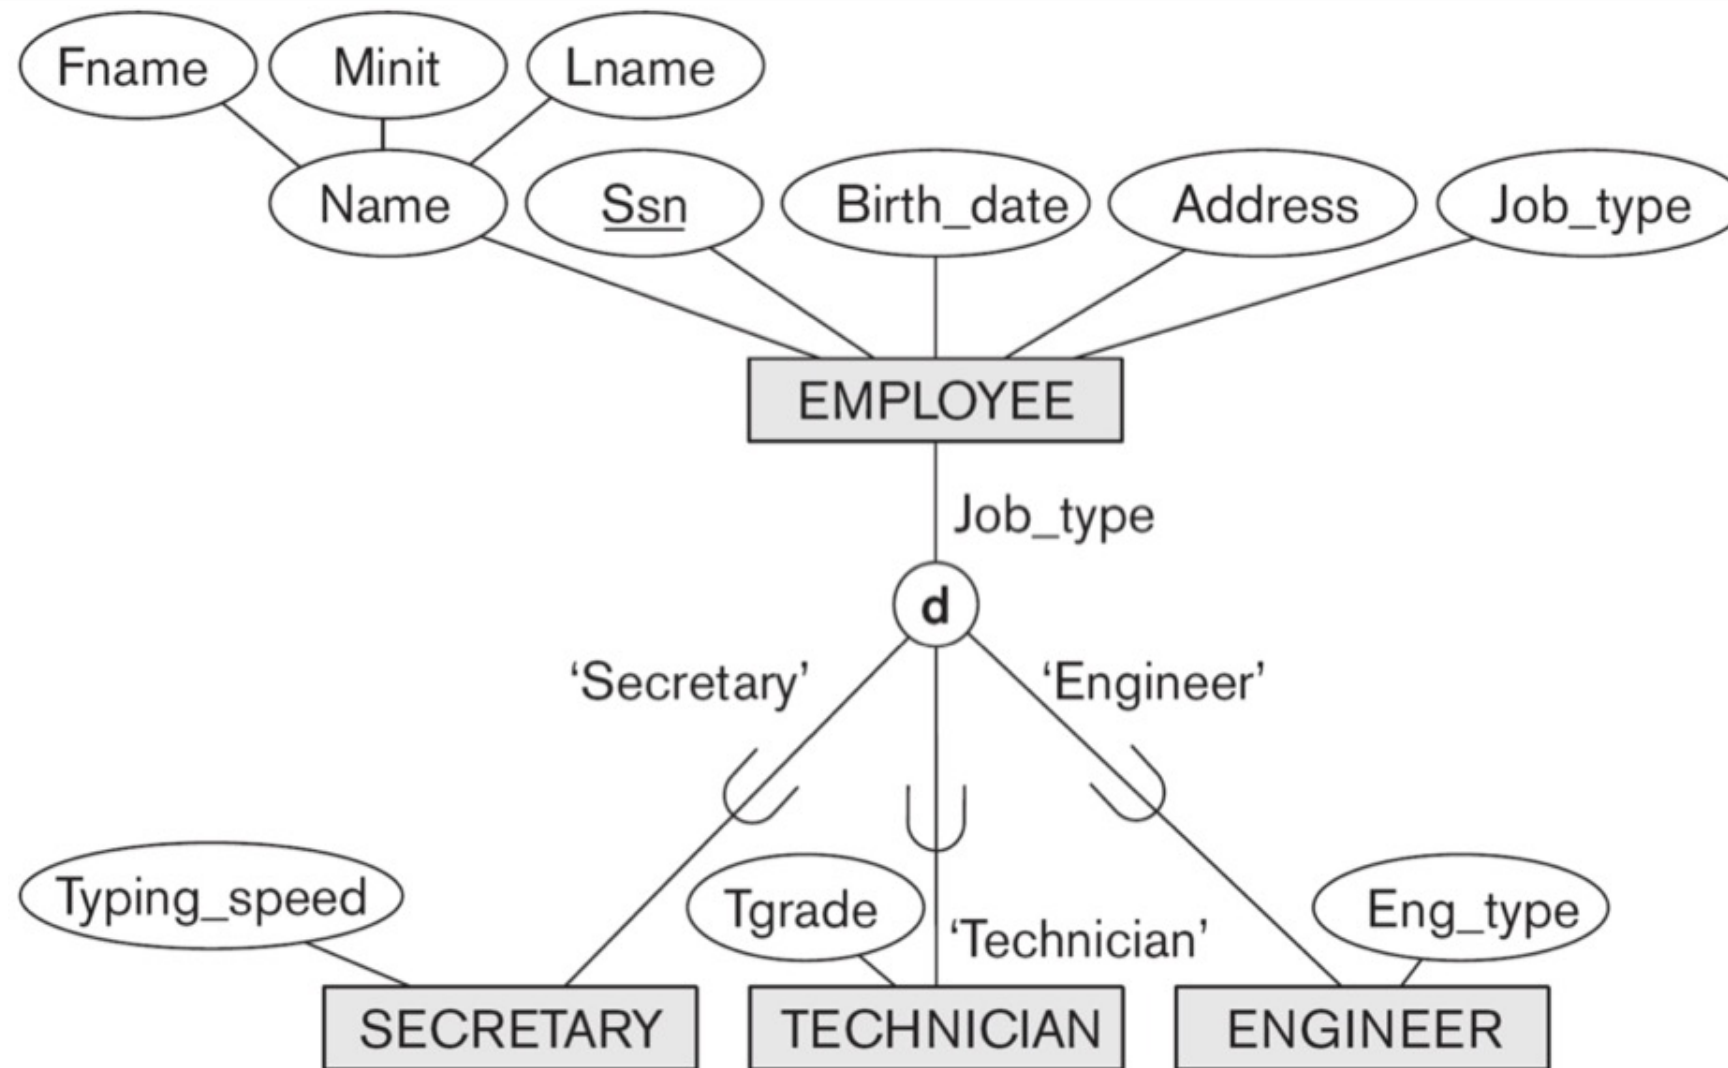 Fname Minit Lname
Name Ssn Birth_date Address Job_type
EMPLOYEE
Job_type
d
‘Secretary’ ‘Engineer’
Typing_speed Tgrade Eng_type
‘Technician’
SECRETARY TECHNICIAN ENGINEER